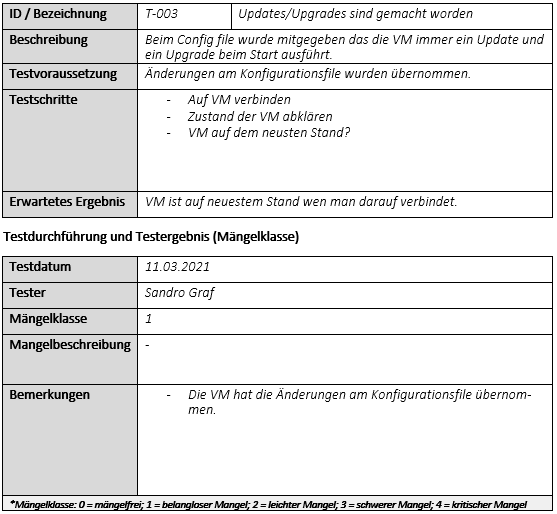 ID / Bezeichnung T-003 Updates/Upgrades sind gemacht worden
Beschreibung Beim Config file wurde mitgegeben das die VM immer ein Update und
ein Upgrade beim Start ausführt.
Testvoraussetzung Änderungen am Konfigurationsfile wurden übernommen.
Testschritte - Auf VM verbinden
- Zustand der VM abklären
- VM auf dem neusten Stand?
Erwartetes Ergebnis VM ist auf neuestem Stand wen man darauf verbindet.
Testdurchführung und Testergebnis (Mängelklasse)
Testdatum 11.03.2021
Tester Sandro Graf
Mängelklasse 1
Mangelbeschreibung -
Bemerkungen - Die VM hat die Änderungen am Konfigurationsfile übernom-
men.
*Mängelklasse: 0 = mängelfrei; 1 = belangloser Mangel; 2 = leichter Mangel; 3 = schwerer Mangel; 4 = kritischer Mangel